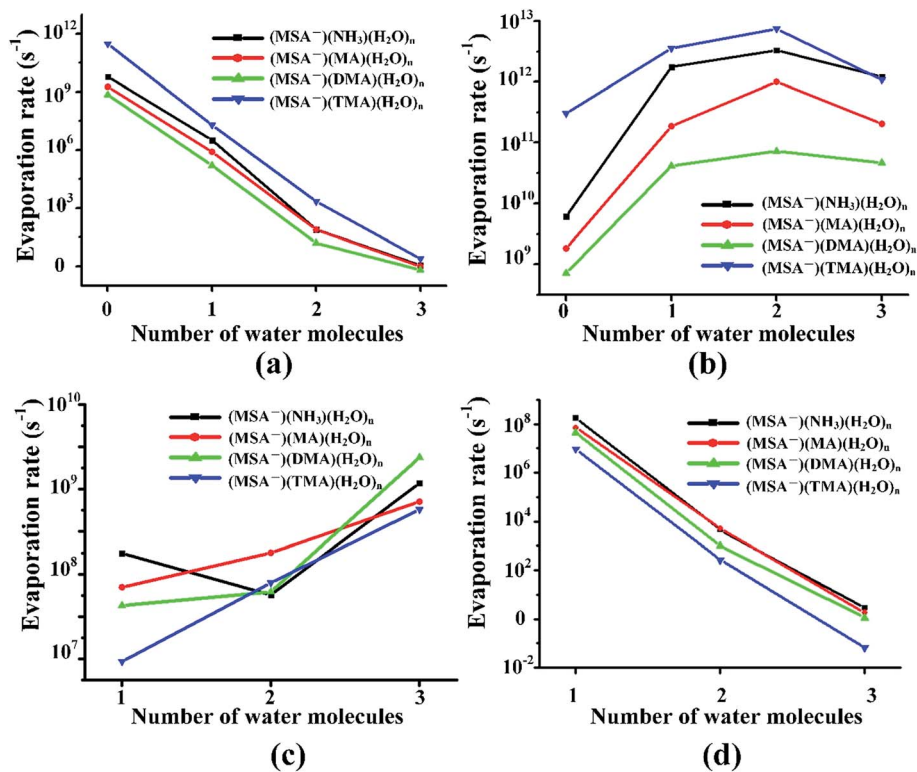 Evaporation rate (s⁻¹)
10¹²
10⁹
10⁶
10³
0
(MSA⁻)(NH₃)(H₂O)ₙ
(MSA⁻)(MA)(H₂O)ₙ
(MSA⁻)(DMA)(H₂O)ₙ
(MSA⁻)(TMA)(H₂O)ₙ
0 1 2 3
Number of water molecules
(a)
Evaporation rate (s⁻¹)
10¹³
10¹²
10¹¹
10¹⁰
10⁹
(MSA⁻)(NH₃)(H₂O)ₙ
(MSA⁻)(MA)(H₂O)ₙ
(MSA⁻)(DMA)(H₂O)ₙ
(MSA⁻)(TMA)(H₂O)ₙ
0 1 2 3
Number of water molecules
(b)
Evaporation rate (s⁻¹)
10¹⁰
10⁹
10⁸
10⁷
(MSA⁻)(NH₃)(H₂O)ₙ
(MSA⁻)(MA)(H₂O)ₙ
(MSA⁻)(DMA)(H₂O)ₙ
(MSA⁻)(TMA)(H₂O)ₙ
1 2 3
Number of water molecules
(c)
Evaporation rate (s⁻¹)
10⁸
10⁶
10⁴
10²
0
10⁻²
(MSA⁻)(NH₃)(H₂O)ₙ
(MSA⁻)(MA)(H₂O)ₙ
(MSA⁻)(DMA)(H₂O)ₙ
(MSA⁻)(TMA)(H₂O)ₙ
1 2 3
Number of water molecules
(d)